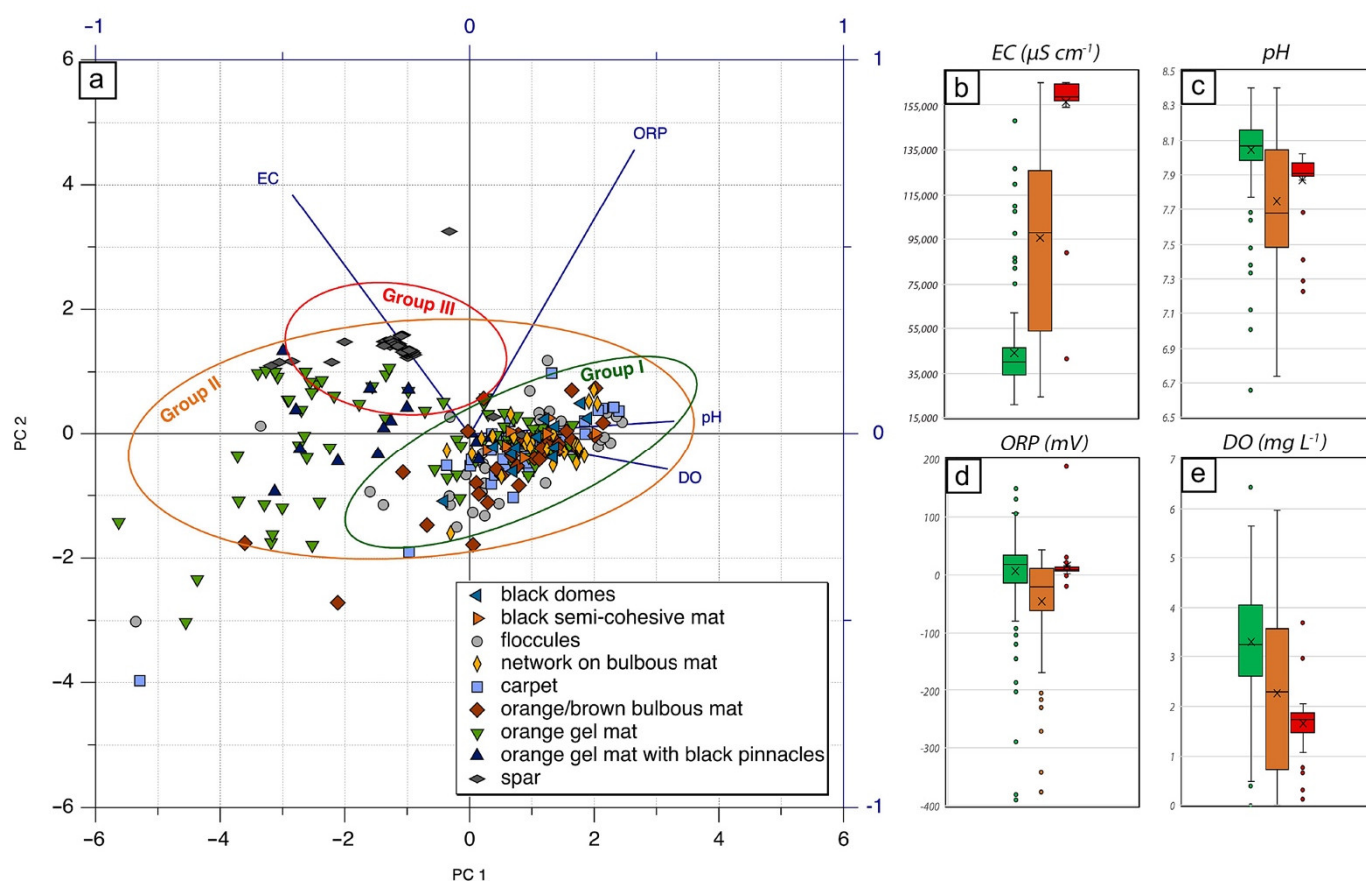 −1 0 1
6 1
a
ORP
4
EC
2
Group III
Group II
Group I
pH
0 0
DO
−2
−4
−6 -1
−6 −4 −2 0 2 4 6
PC 1
PC 2
black domes
black semi-cohesive mat
floccules
network on bulbous mat
carpet
orange/brown bulbous mat
orange gel mat
orange gel mat with black pinnacles
spar
EC (µS cm⁻¹)
b
155,000
135,000
115,000
95,000
75,000
55,000
35,000
15,000
pH
c
8.5
8.3
8.1
7.9
7.7
7.5
7.3
7.1
6.9
6.7
6.5
ORP (mV)
d
200
100
0
-100
-200
-300
-400
DO (mg L⁻¹)
e
7
6
5
4
3
2
1
0